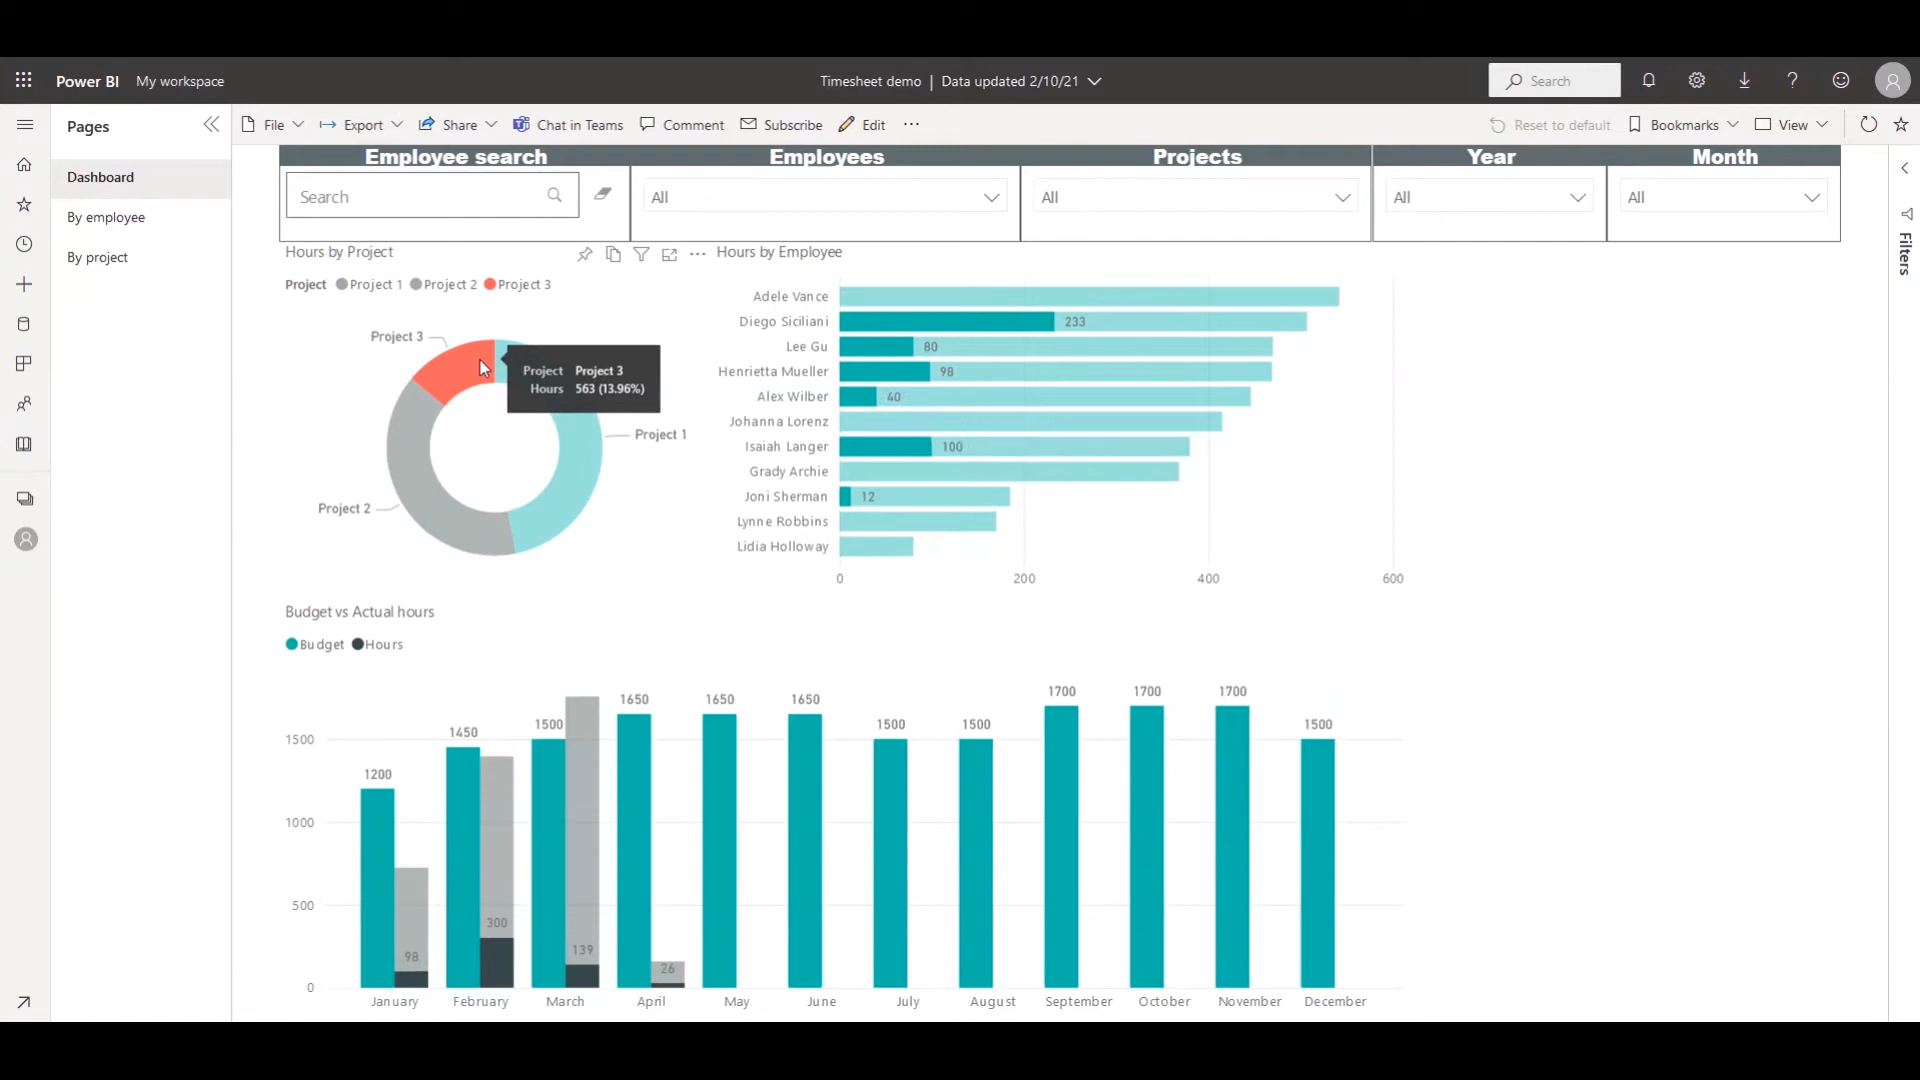 Power BI My workspace Timesheet demo | Data updated 2/10/21 Search
Pages File Export Share Chat in Teams Comment Subscribe Edit ··· Reset to default Bookmarks View
Dashboard
By employee
By project
Employee search Employees Projects Year Month
Search All All All All
Filters
Hours by Project ··· Hours by Employee
Project Project 1 Project 2 Project 3
Project 3
Project Project 3
Hours 563 (13.96%)
Project 1
Project 2
Adele Vance
Diego Siciliani 233
Lee Gu 80
Henrietta Mueller 98
Alex Wilber 40
Johanna Lorenz
Isaiah Langer 100
Grady Archie
Joni Sherman 12
Lynne Robbins
Lidia Holloway
0 200 400 600
Budget vs Actual hours
Budget Hours
1200 1450 1500 1650 1650 1650 1500 1500 1700 1700 1700 1500
98 300 139 26
1500
1000
500
0
January February March April May June July August September October November December